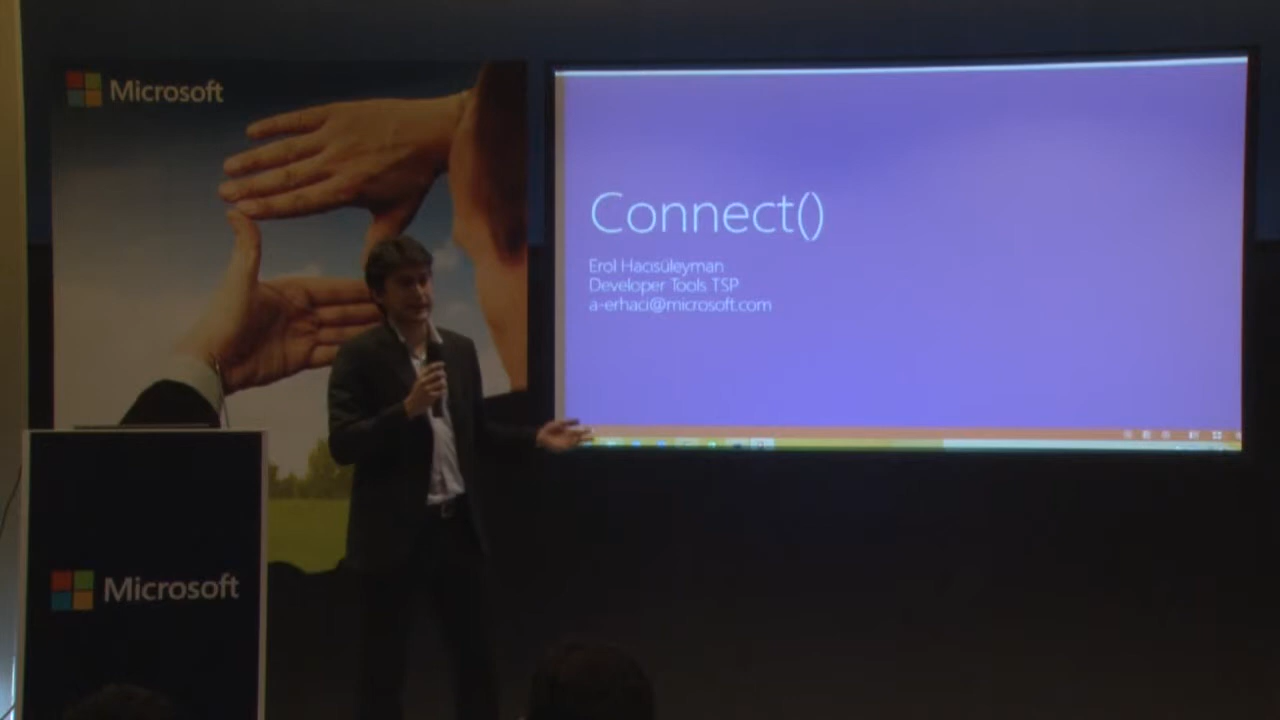 Microsoft
Connect()
Erol Hacısüleyman
Developer Tools TSP
a-erhaci@microsoft.com
Microsoft